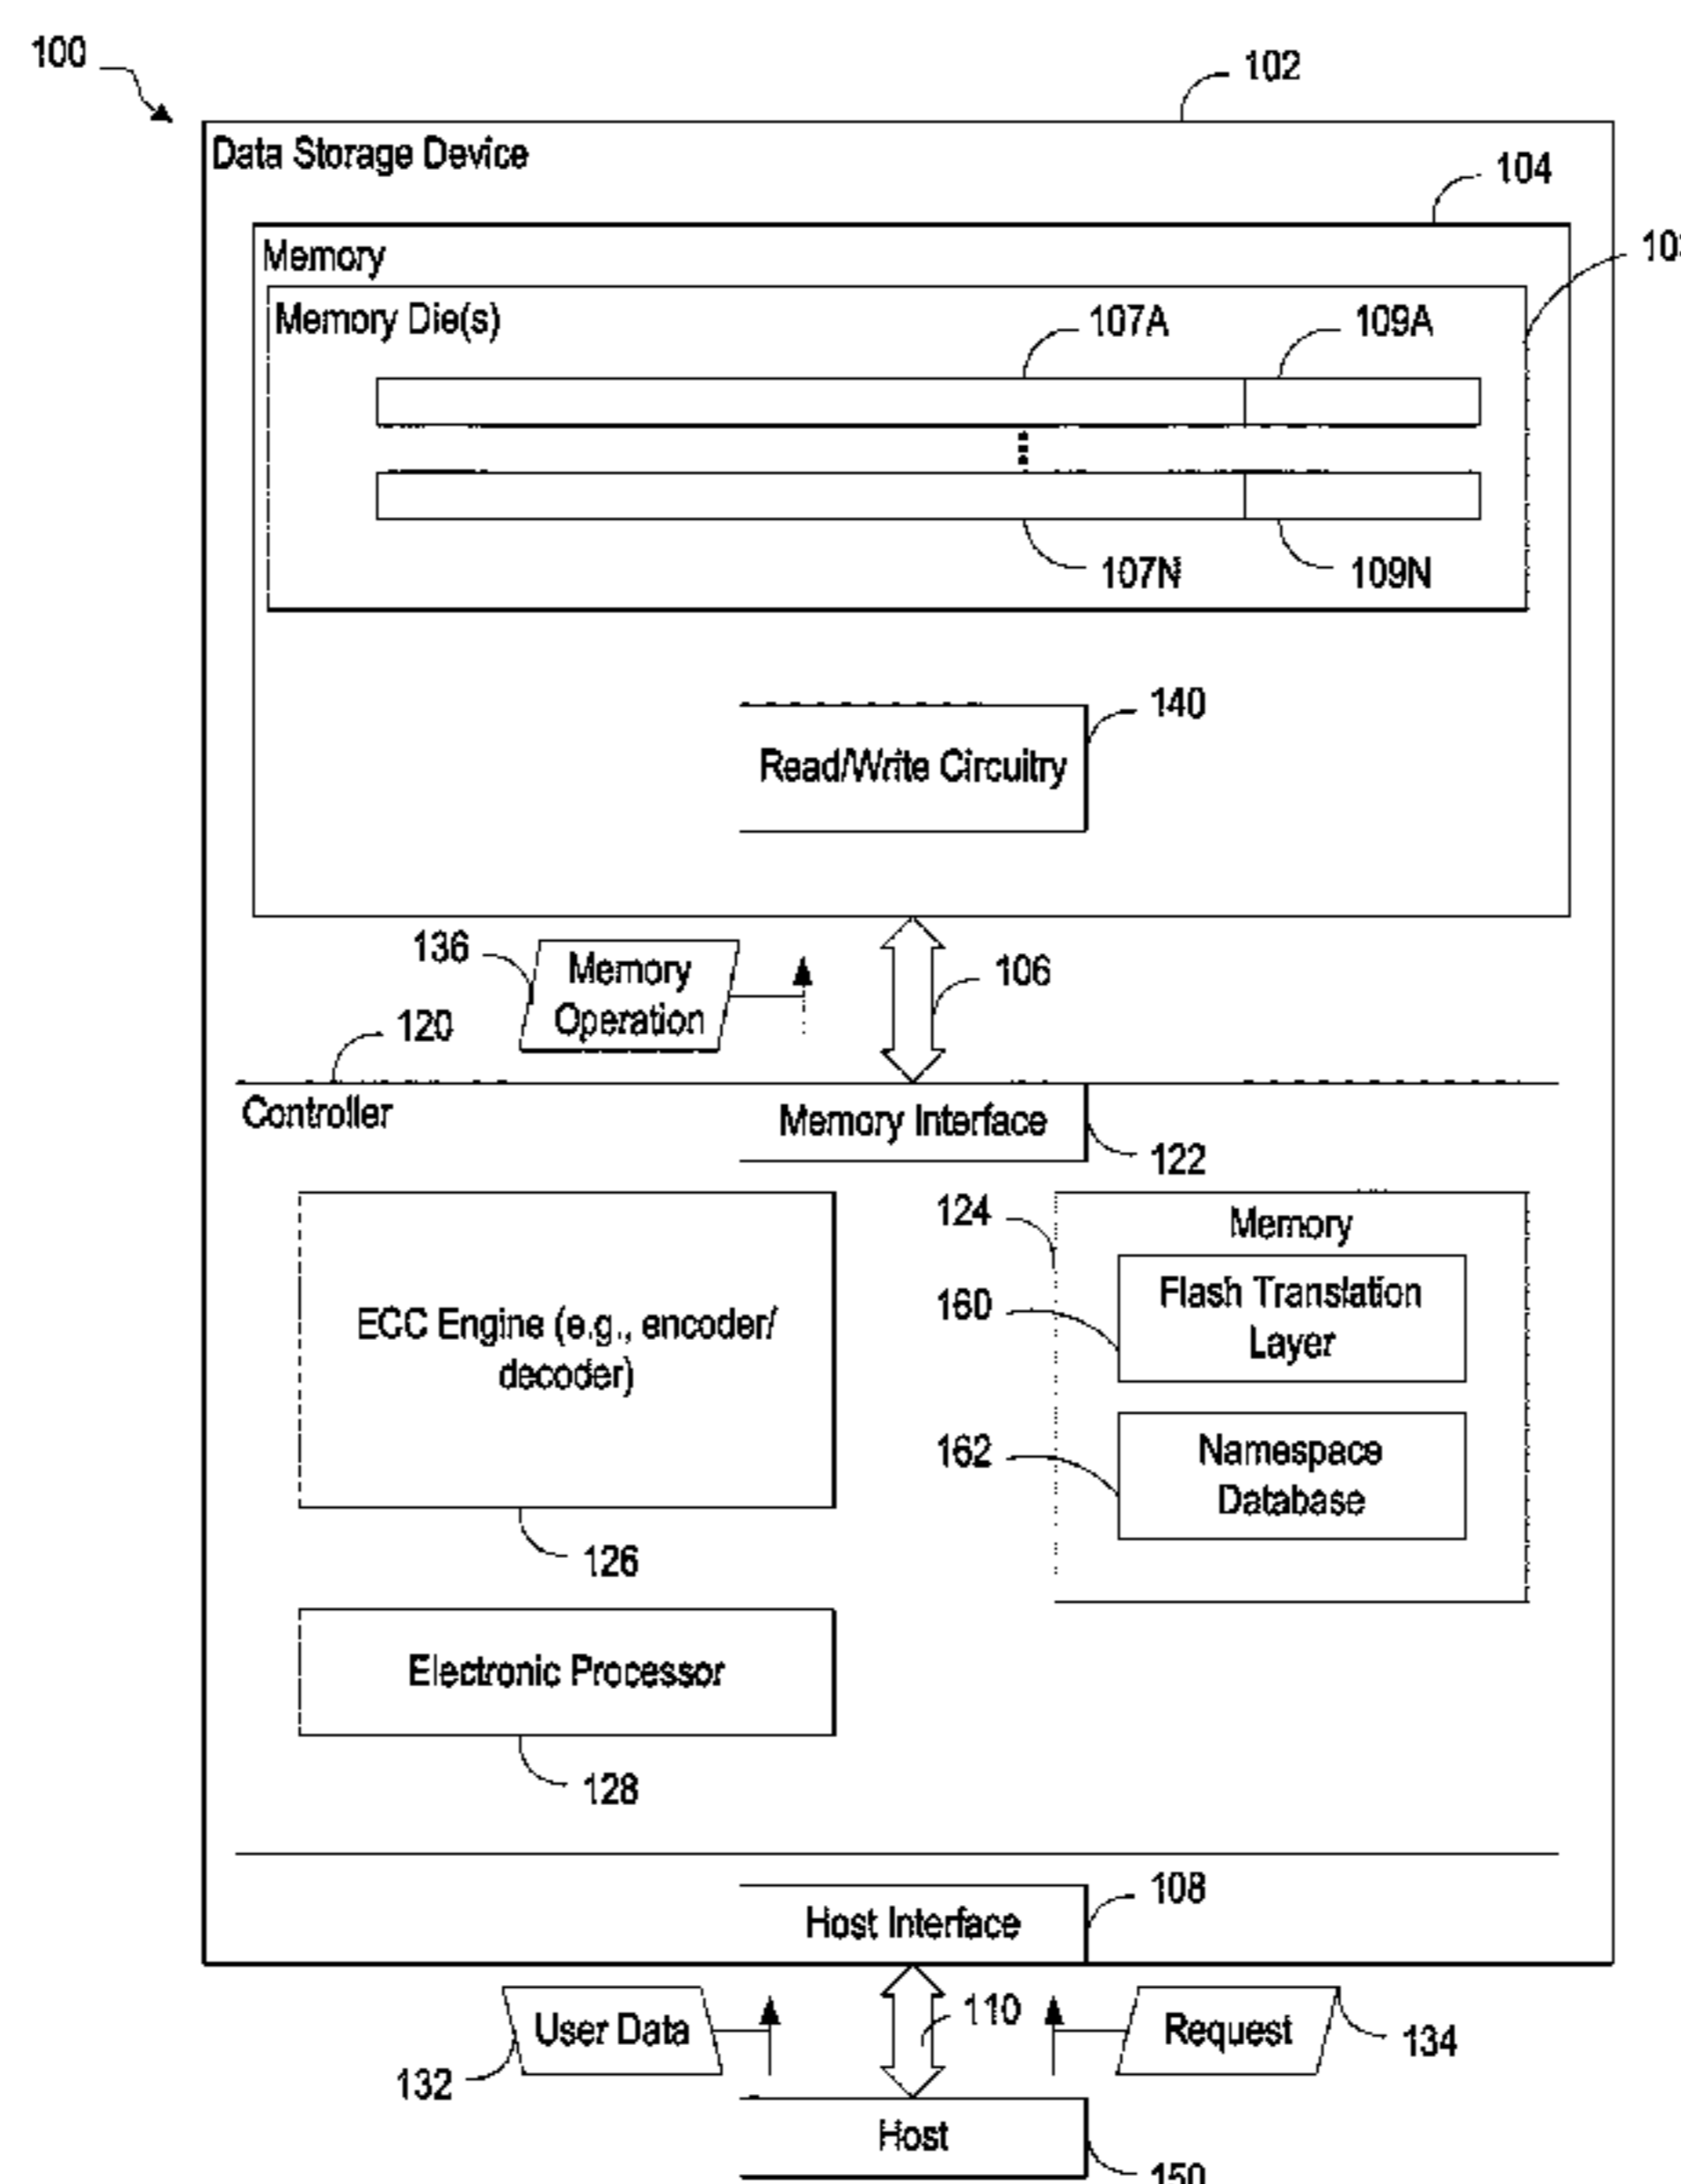 100
102
Data Storage Device
104
Memory
Memory Die(s)
107A
109A
107N
109N
140
Read/Write Circuitry
136
Memory
Operation
106
120
Controller
Memory Interface
122
124
Memory
160
Flash Translation
Layer
ECC Engine (e.g., encoder/
decoder)
162
Namespace
Database
126
Electronic Processor
128
108
Host Interface
User Data
110
Request
132
134
Host
150